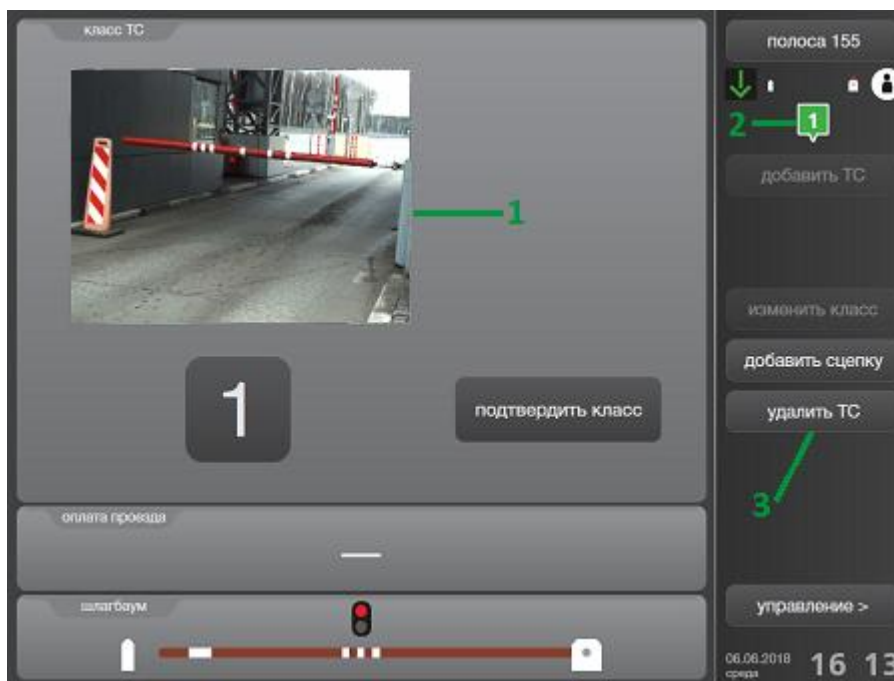 класс ТС
1
1
подтвердить класс
оплата проезда
шлагбаум
полоса 155
2
1
добавить ТС
изменить класс
добавить сцепку
удалить ТС
3
управление >
06.06.2018
среда
16 13